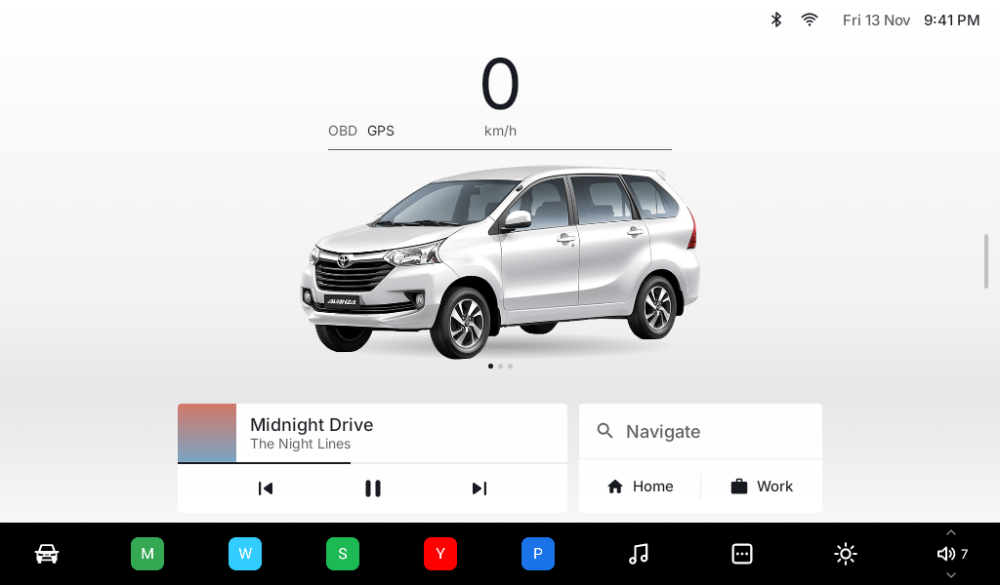 Fri 13 Nov 9:41 PM
0
OBD GPS km/h
AVANZA
Midnight Drive
The Night Lines
Navigate
Home Work
M W S Y P 7